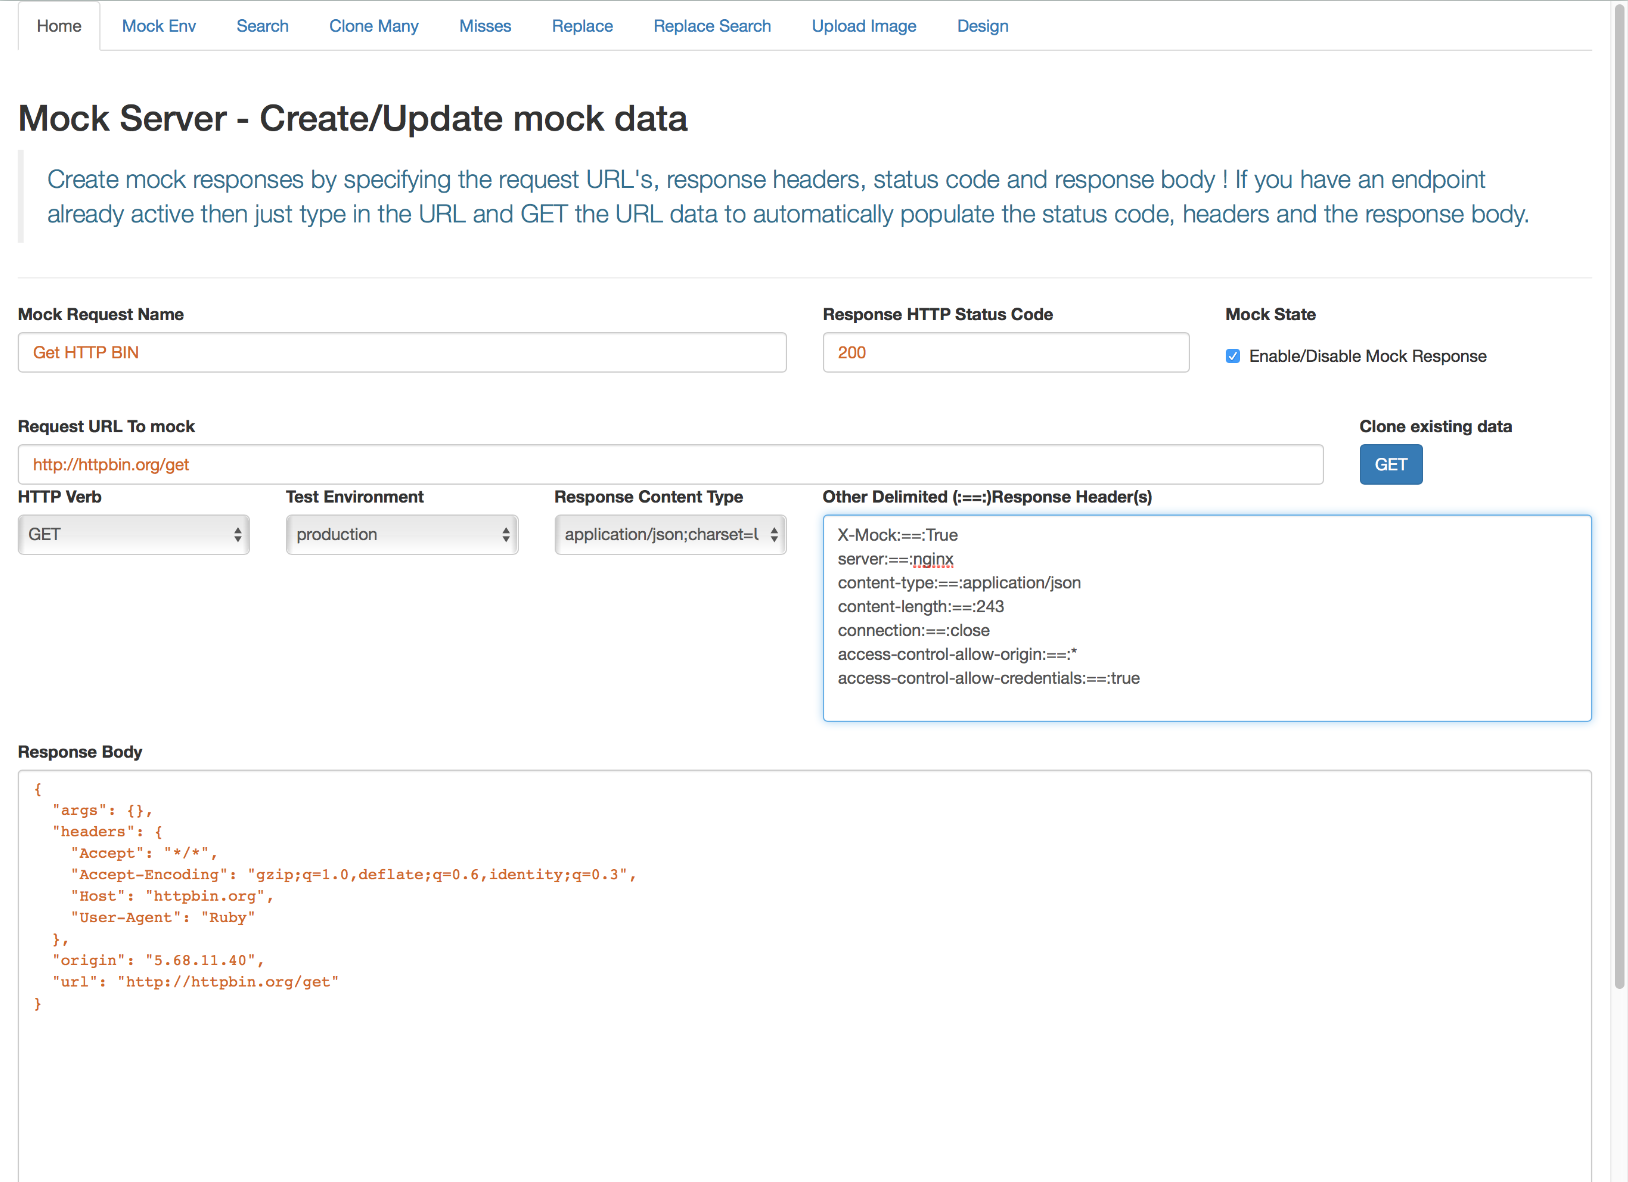 Home Mock Env Search Clone Many Misses Replace Replace Search Upload Image Design
Mock Server - Create/Update mock data
Create mock responses by specifying the request URL's, response headers, status code and response body ! If you have an endpoint
already active then just type in the URL and GET the URL data to automatically populate the status code, headers and the response body.
Mock Request Name Response HTTP Status Code Mock State
Get HTTP BIN 200 Enable/Disable Mock Response
Request URL To mock Clone existing data
http://httpbin.org/get GET
HTTP Verb Test Environment Response Content Type Other Delimited (:==:)Response Header(s)
GET production application/json;charset=l
X-Mock:==:True
server:==:nginx
content-type:==:application/json
content-length:==:243
connection:==:close
access-control-allow-origin:==:*
access-control-allow-credentials:==:true
Response Body
{
"args": {},
"headers": {
"Accept": "*/*",
"Accept-Encoding": "gzip;q=1.0,deflate;q=0.6,identity;q=0.3",
"Host": "httpbin.org",
"User-Agent": "Ruby"
},
"origin": "5.68.11.40",
"url": "http://httpbin.org/get"
}